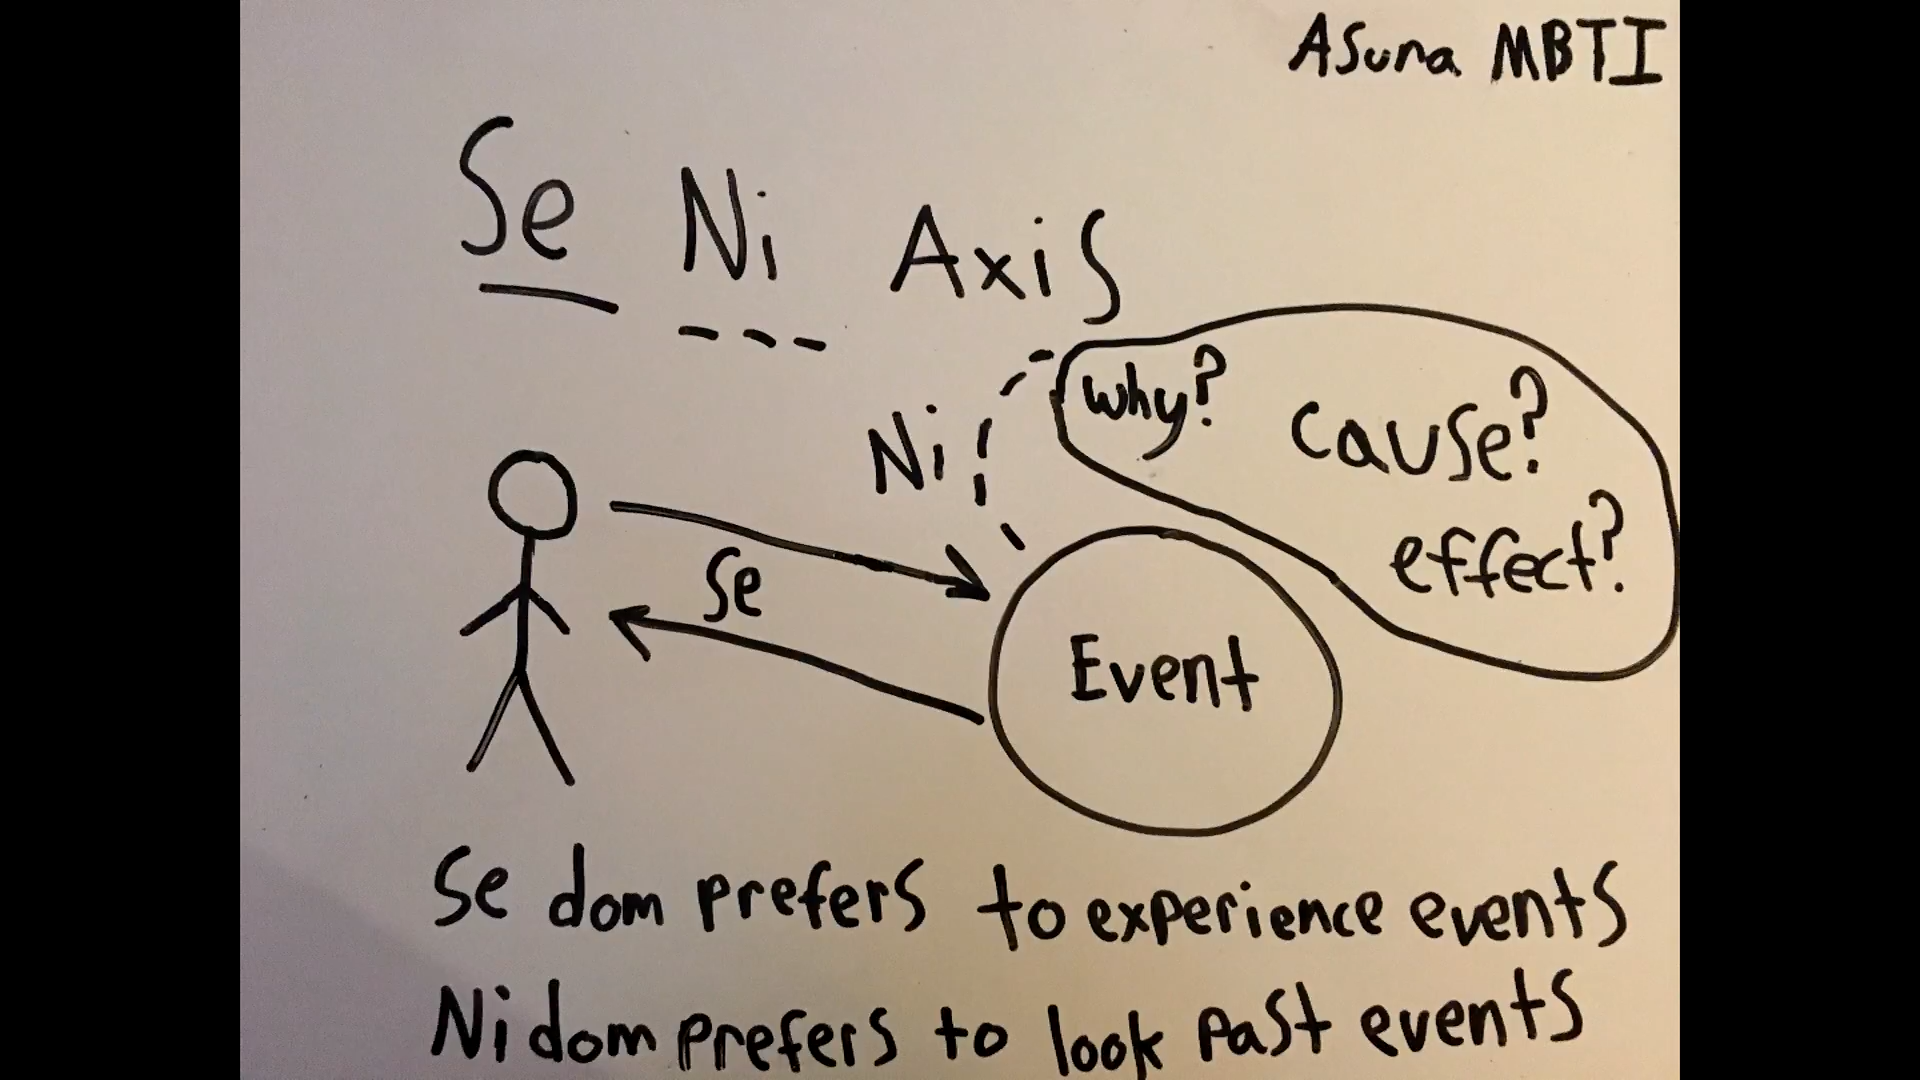 Asuna MBTI
Se Ni Axis
why?
cause?
effect?
Ni
Se
Event
Se dom prefers to experience events
Ni dom prefers to look past events